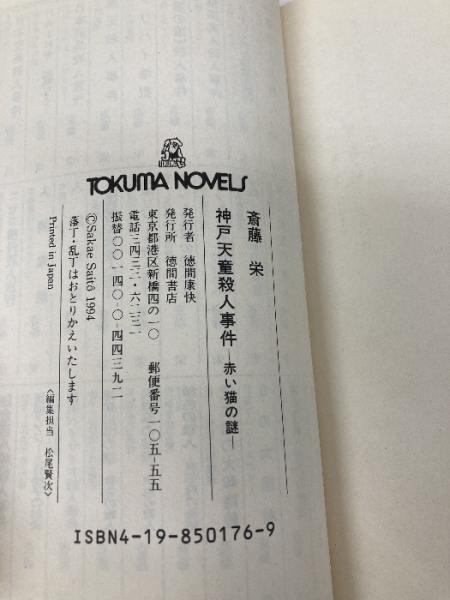 TOKUMA NOVELS
斎藤 栄
神戸天童殺人事件─赤い猫の謎─
発行者 徳間康快
発行所 徳間書店
東京都港区新橋四の一〇 郵便番号一〇五-五五
電話三四三三・六二三一
振替〇〇一四〇-〇-四四三九二
©Sakae Saitō 1994
落丁・乱丁はおとりかえいたします
Printed in Japan
〈編集担当 松尾賢次〉
ISBN4-19-850176-9